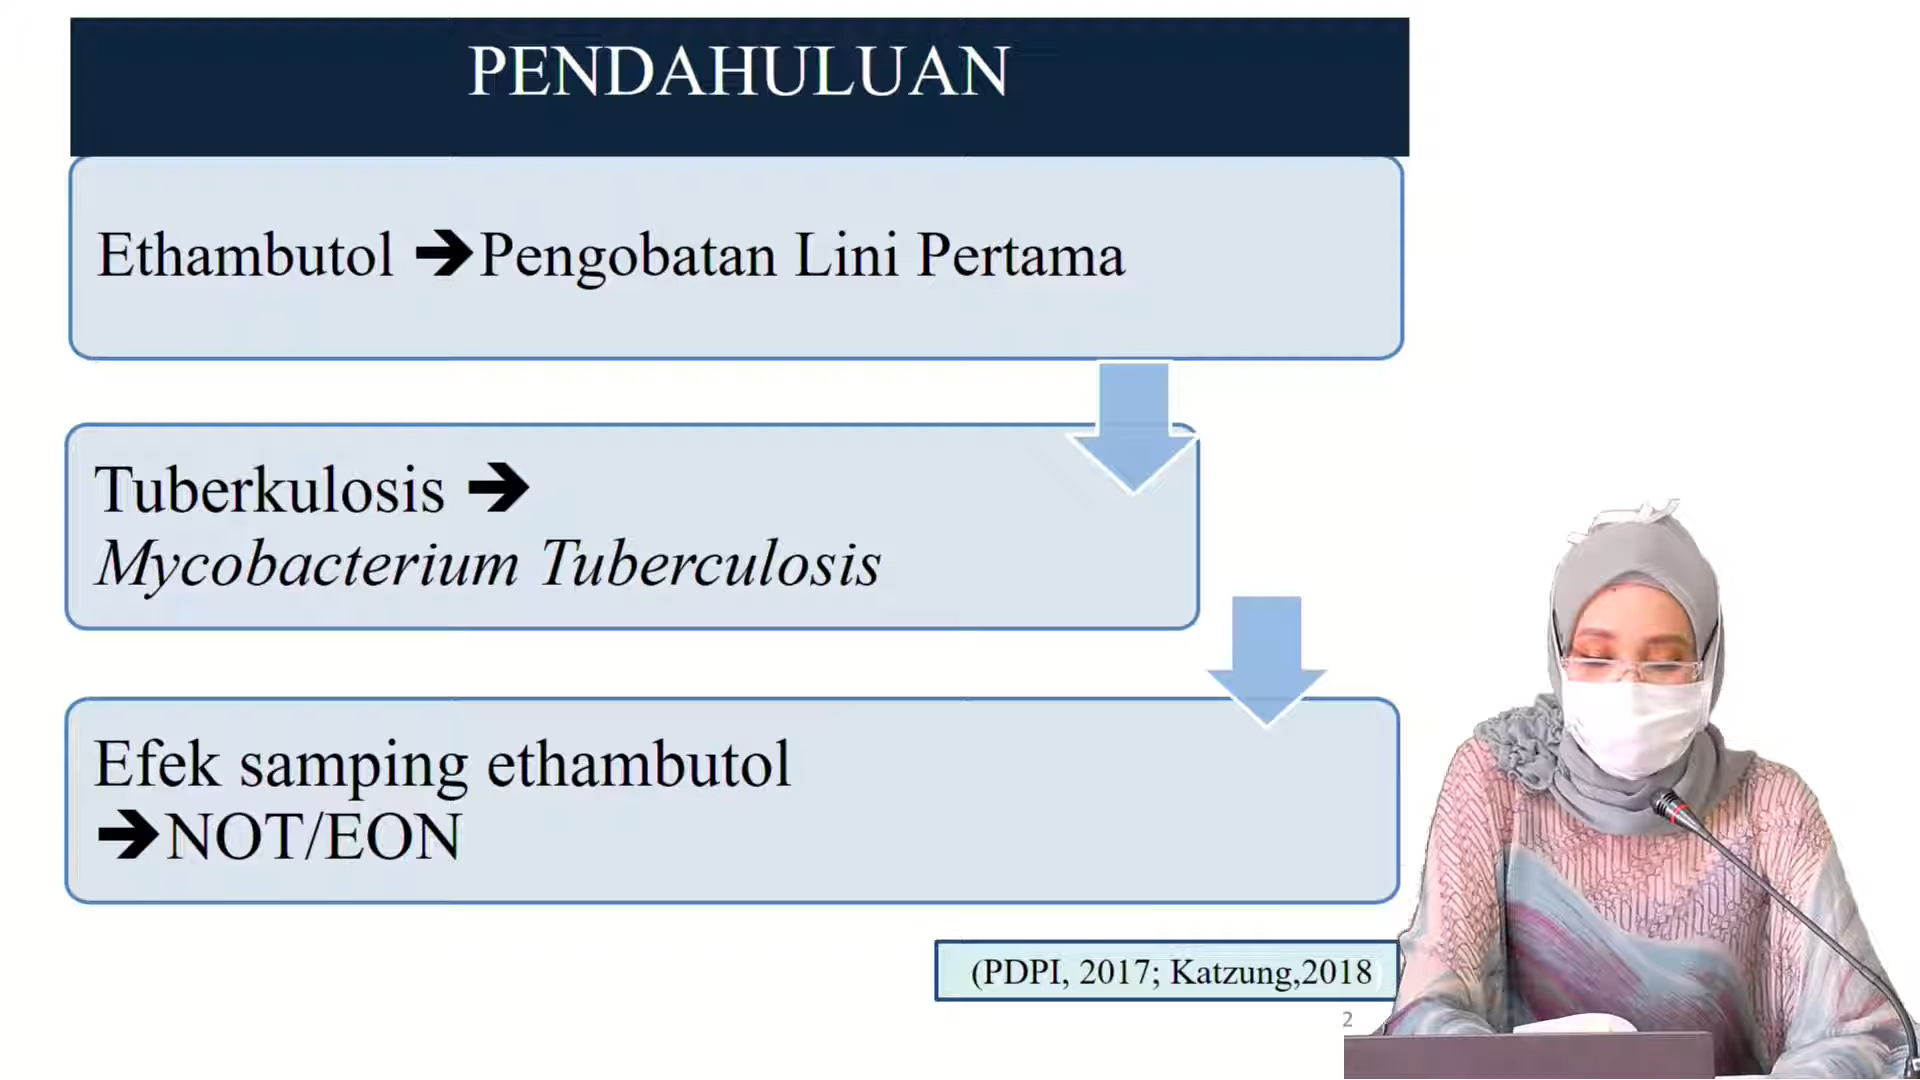 PENDAHULUAN
Ethambutol ➔Pengobatan Lini Pertama
Tuberkulosis ➔
Mycobacterium Tuberculosis
Efek samping ethambutol
➔NOT/EON
(PDPI, 2017; Katzung,2018)
2